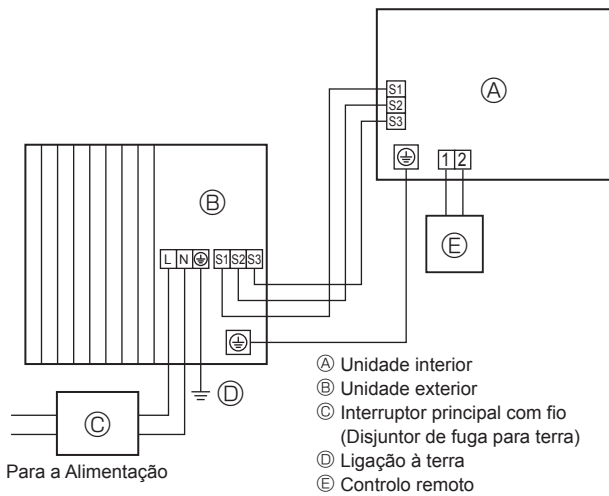 S1
S2
S3
Ⓐ
1 2
Ⓑ
Ⓔ
L N S1 S2 S3
Ⓓ
Ⓒ
Para a Alimentação
Ⓐ Unidade interior
Ⓑ Unidade exterior
Ⓒ Interruptor principal com fio
(Disjuntor de fuga para terra)
Ⓓ Ligação à terra
Ⓔ Controlo remoto